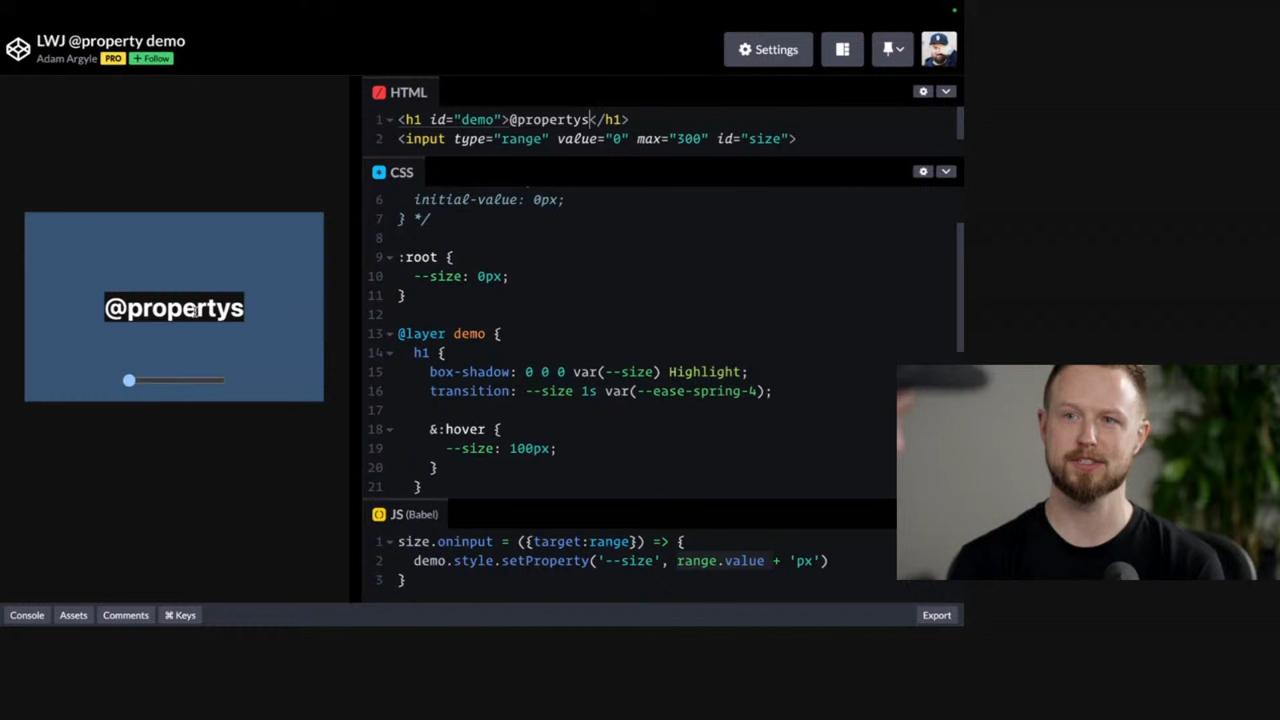 LWJ @property demo
Adam Argyle PRO + Follow
Settings
HTML
1 <h1 id="demo">@propertys</h1>
2 <input type="range" value="0" max="300" id="size">
CSS
6 initial-value: 0px;
7 } */
8
9 :root {
10 --size: 0px;
11 }
12
13 @layer demo {
14 h1 {
15 box-shadow: 0 0 0 var(--size) Highlight;
16 transition: --size 1s var(--ease-spring-4);
17
18 &:hover {
19 --size: 100px;
20 }
21 }
@propertys
JS (Babel)
1 size.oninput = ({target:range}) => {
2 demo.style.setProperty('--size', range.value + 'px')
3 }
Console Assets Comments ⌘ Keys Export